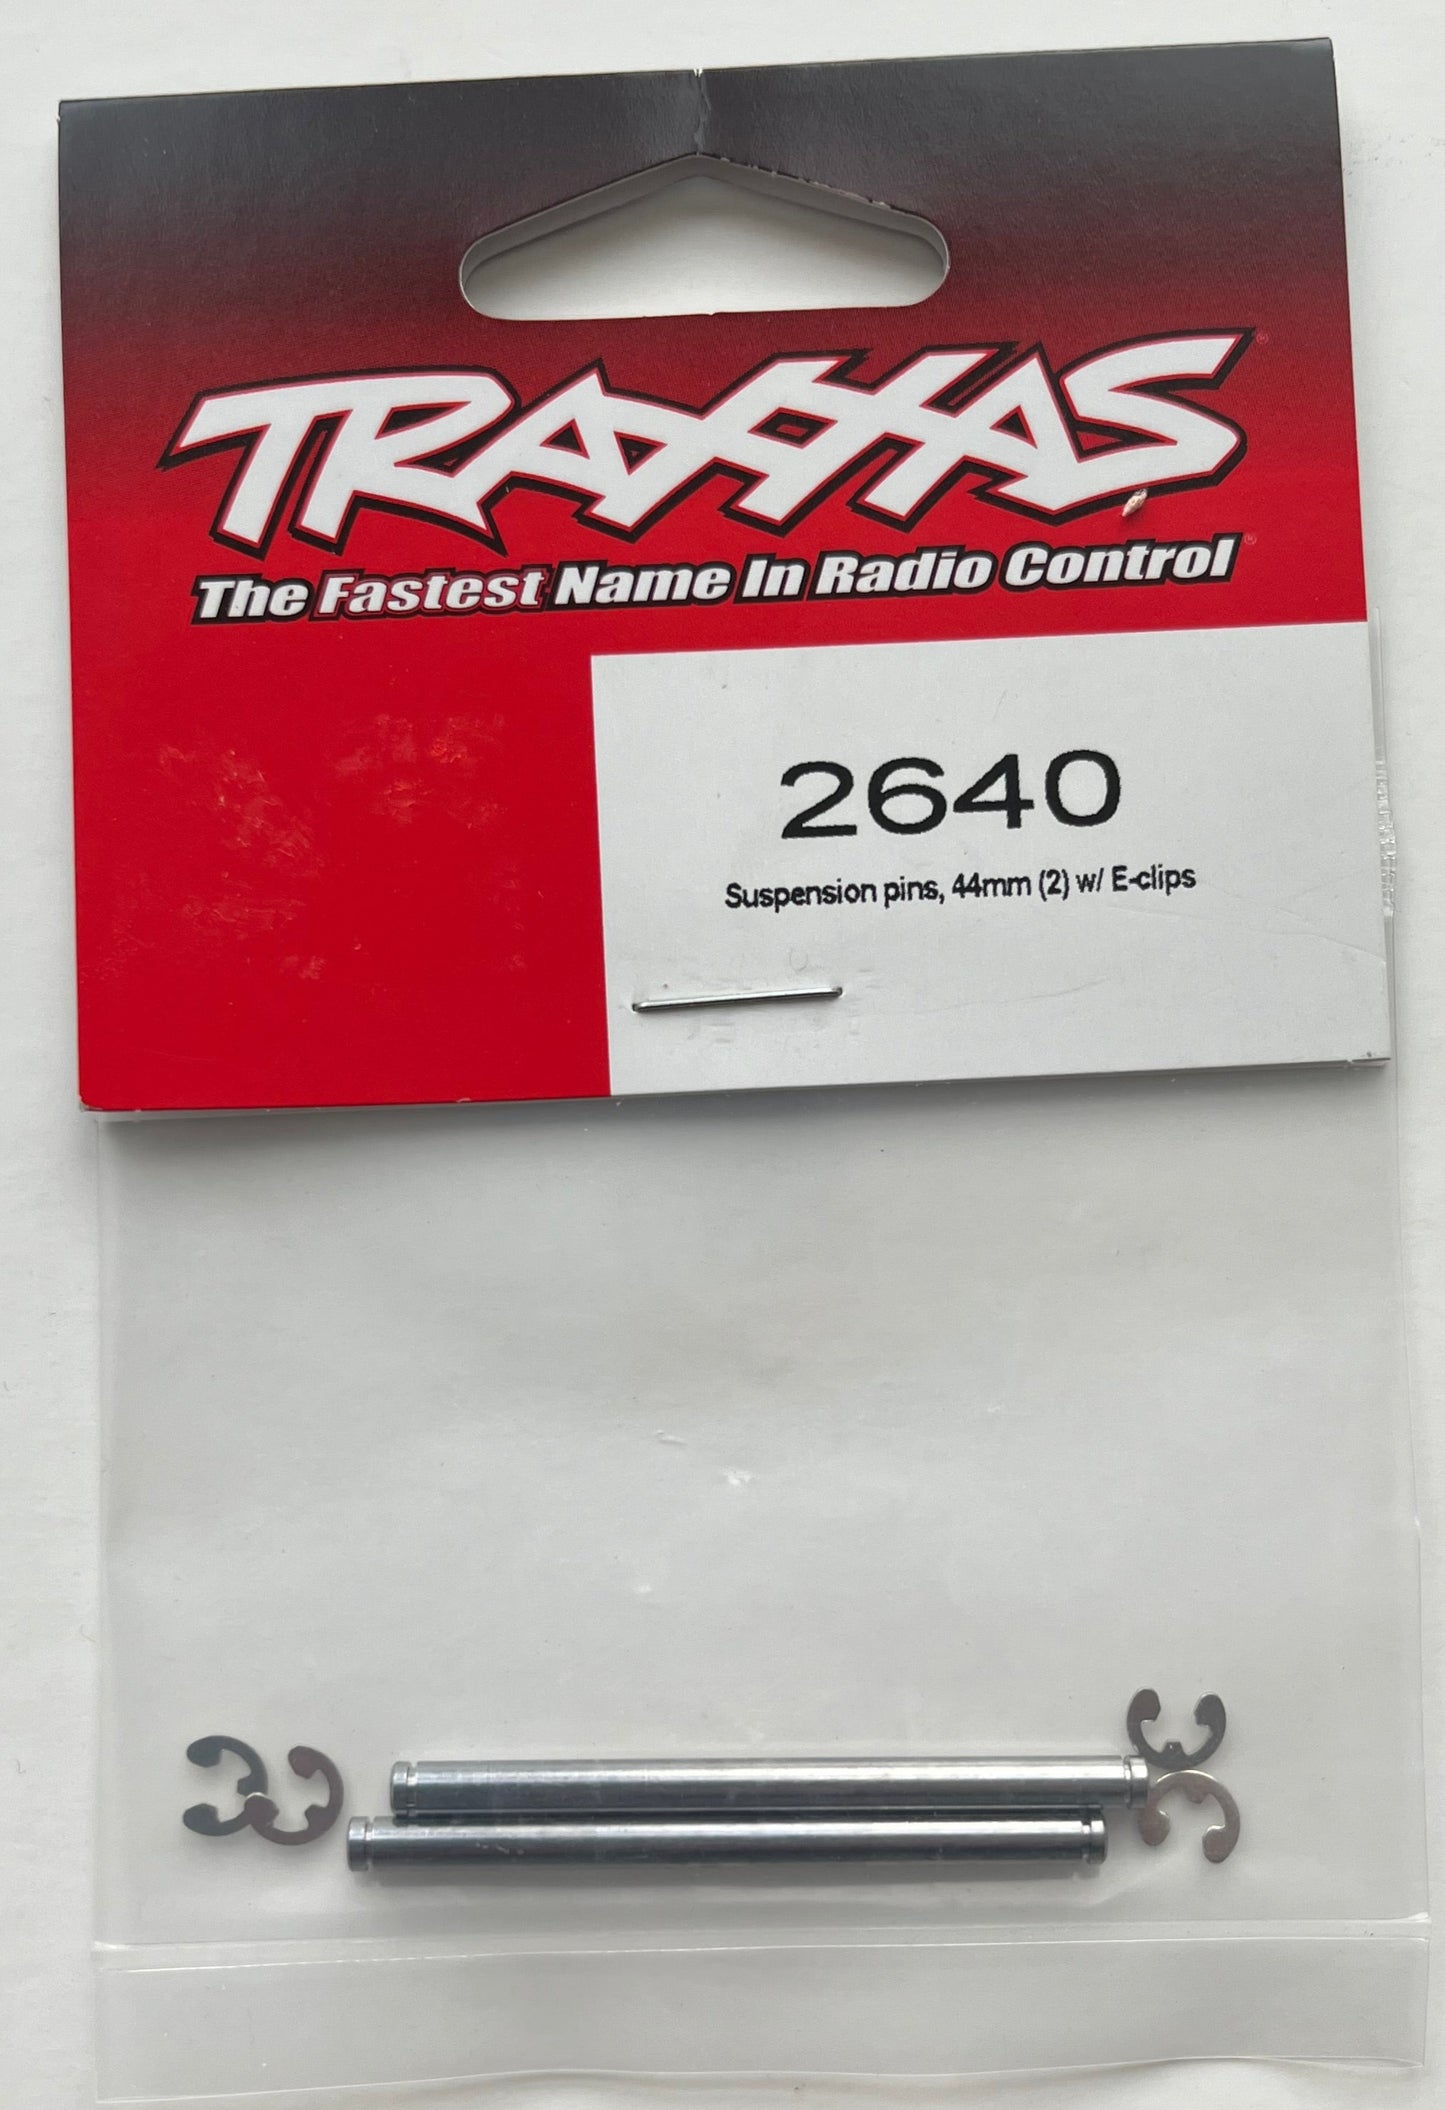 TRAXXAS
The Fastest Name In Radio Control
2640
Suspension pins, 44mm (2) w/ E-clips